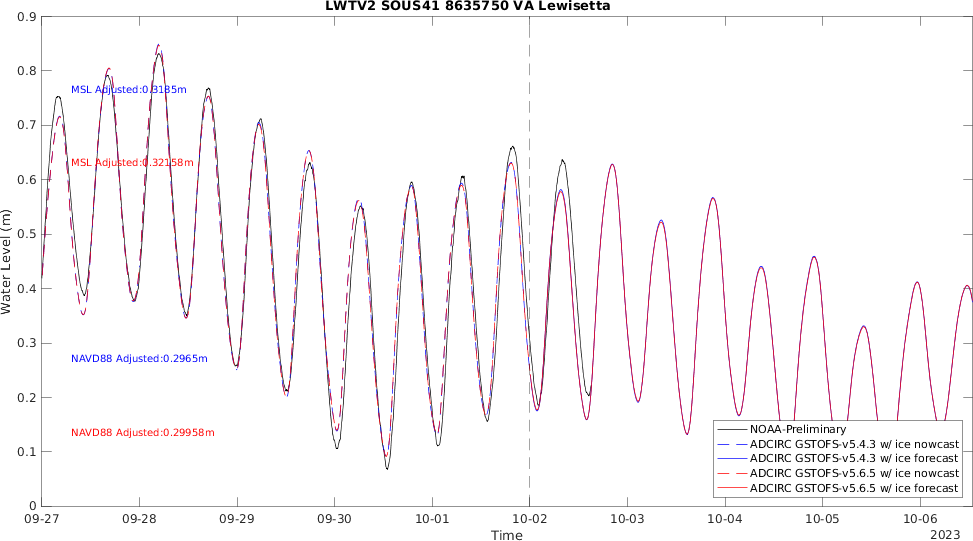 LWTV2 SOUS41 8635750 VA Lewisetta
0.9
0.8
0.7
0.6
0.5
0.4
0.3
0.2
0.1
0
Water Level (m)
MSL Adjusted:0.3185m
MSL Adjusted:0.32158m
NAVD88 Adjusted:0.2965m
NAVD88 Adjusted:0.29958m
NOAA-Preliminary
ADCIRC GSTOFS-v5.4.3 w/ ice nowcast
ADCIRC GSTOFS-v5.4.3 w/ ice forecast
ADCIRC GSTOFS-v5.6.5 w/ ice nowcast
ADCIRC GSTOFS-v5.6.5 w/ ice forecast
09-27 09-28 09-29 09-30 10-01 10-02 10-03 10-04 10-05 10-06
Time
2023